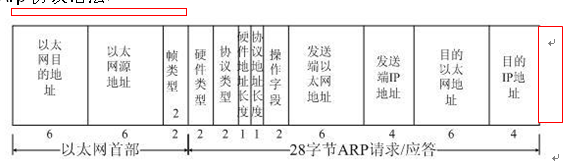 以太
网目
的地
址
以太
网源
地址
帧类型
2
硬件类型
协议类型
硬件地址长度
协议地址长度
操作字段
发送
端以
太网
地址
发送
端IP
地址
目的
以太
网地
址
目的
IP地
址
6 6 2 2 2 1 1 2 6 4 6 4
以太网首部 28字节ARP请求/应答